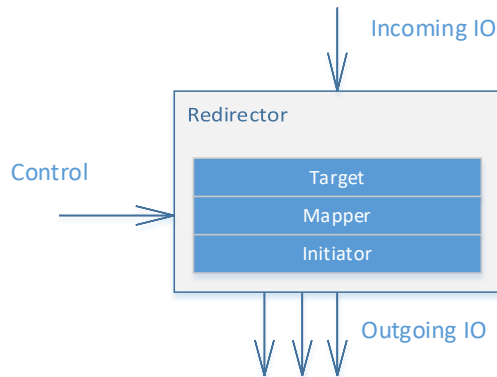 Incoming IO
Redirector
Control
Target
Mapper
Initiator
Outgoing IO